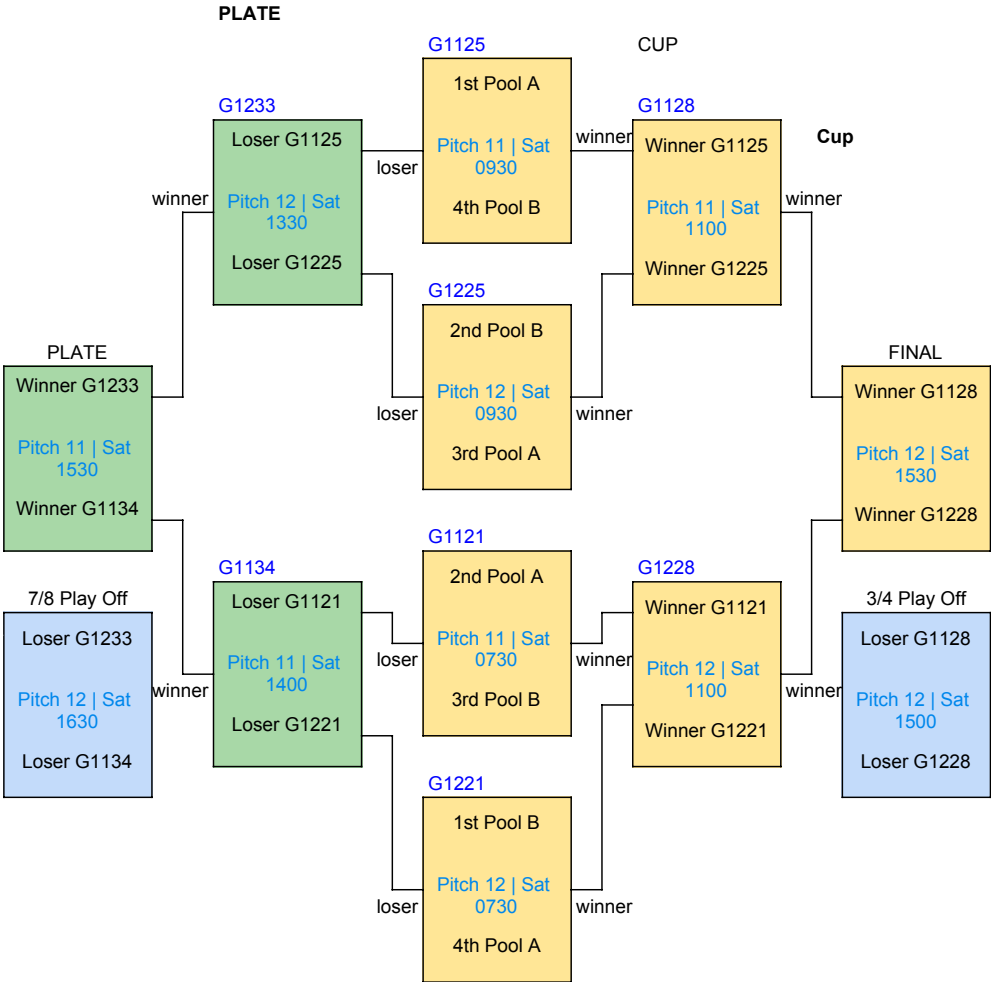 PLATE
G1125
CUP
1st Pool A
Pitch 11 | Sat
0930
4th Pool B
G1233
Loser G1125
Pitch 12 | Sat
1330
Loser G1225
loser
winner
G1128
Winner G1125
Pitch 11 | Sat
1100
Winner G1225
Cup
winner
winner
G1225
2nd Pool B
Pitch 12 | Sat
0930
3rd Pool A
loser
winner
PLATE
Winner G1233
Pitch 11 | Sat
1530
Winner G1134
FINAL
Winner G1128
Pitch 12 | Sat
1530
Winner G1228
G1121
2nd Pool A
Pitch 11 | Sat
0730
3rd Pool B
loser
winner
G1134
Loser G1121
Pitch 11 | Sat
1400
Loser G1221
winner
G1228
Winner G1121
Pitch 12 | Sat
1100
Winner G1221
winner
7/8 Play Off
Loser G1233
Pitch 12 | Sat
1630
Loser G1134
3/4 Play Off
Loser G1128
Pitch 12 | Sat
1500
Loser G1228
G1221
1st Pool B
Pitch 12 | Sat
0730
4th Pool A
loser
winner